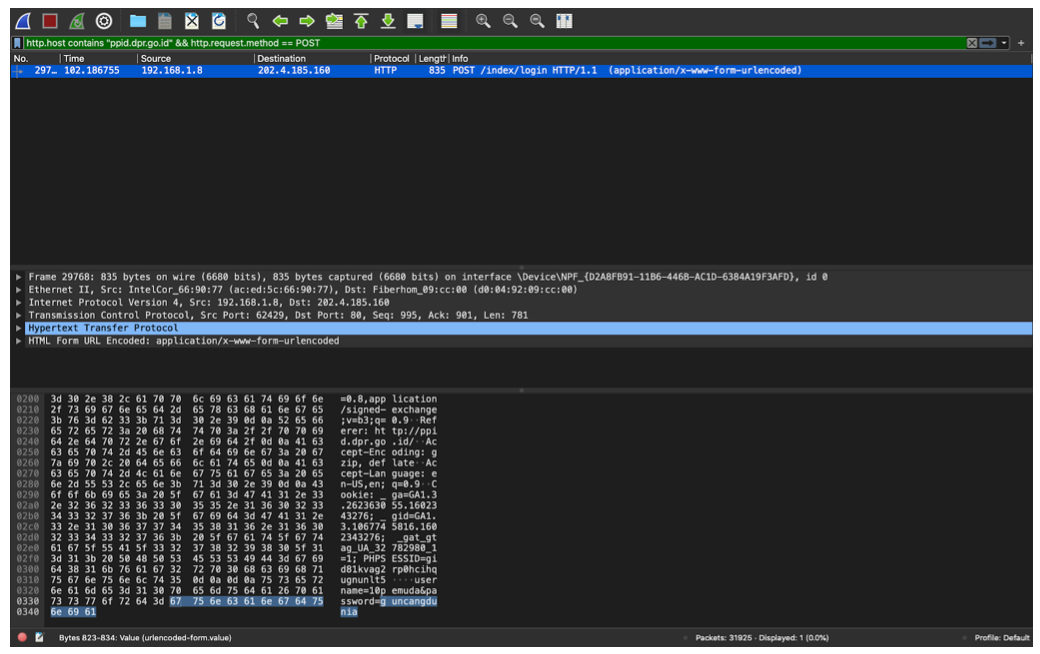 http.host contains "ppid.dpr.go.id" && http.request.method == POST
No. Time Source Destination Protocol Length Info
297… 102.186755 192.168.1.8 202.4.185.160 HTTP 835 POST /index/login HTTP/1.1 (application/x-www-form-urlencoded)
Frame 29768: 835 bytes on wire (6680 bits), 835 bytes captured (6680 bits) on interface \Device\NPF_{D2A8FB91-11B6-446B-AC1D-6384A19F3AFD}, id 0
Ethernet II, Src: IntelCor_66:90:77 (ac:ed:5c:66:90:77), Dst: Fiberhom_09:cc:00 (d0:04:92:09:cc:00)
Internet Protocol Version 4, Src: 192.168.1.8, Dst: 202.4.185.160
Transmission Control Protocol, Src Port: 62429, Dst Port: 80, Seq: 995, Ack: 901, Len: 781
Hypertext Transfer Protocol
HTML Form URL Encoded: application/x-www-form-urlencoded
0200 3d 30 2e 38 2c 61 70 70 6c 69 63 61 74 69 6f 6e =0.8,app lication
0210 2f 73 69 67 6e 65 64 2d 65 78 63 68 61 6e 67 65 /signed- exchange
0220 3b 76 3d 62 33 3b 71 3d 30 2e 39 0d 0a 52 65 66 ;v=b3;q= 0.9··Ref
0230 65 72 65 72 3a 20 68 74 74 70 3a 2f 2f 70 70 69 erer: ht tp://ppi
0240 64 2e 64 70 72 2e 67 6f 2e 69 64 2f 0d 0a 41 63 d.dpr.go .id/··Ac
0250 63 65 70 74 2d 45 6e 63 6f 64 69 6e 67 3a 20 67 cept-Enc oding: g
0260 7a 69 70 2c 20 64 65 66 6c 61 74 65 0d 0a 41 63 zip, def late··Ac
0270 63 65 70 74 2d 4c 61 6e 67 75 61 67 65 3a 20 65 cept-Lan guage: e
0280 6e 2d 55 53 2c 65 6e 3b 71 3d 30 2e 39 0d 0a 43 n-US,en; q=0.9··C
0290 6f 6f 6b 69 65 3a 20 5f 67 61 3d 47 41 31 2e 33 ookie: _ ga=GA1.3
02a0 2e 32 36 32 33 36 33 30 35 35 2e 31 36 30 32 33 .2623630 55.16023
02b0 34 33 32 37 36 3b 20 5f 67 69 64 3d 47 41 31 2e 43276; _ gid=GA1.
02c0 33 2e 31 30 36 37 37 34 35 38 31 36 2e 31 36 30 3.106774 5816.160
02d0 32 33 34 33 32 37 36 3b 20 5f 67 61 74 5f 67 74 2343276; _gat_gt
02e0 61 67 5f 55 41 5f 33 32 37 38 32 39 38 30 5f 31 ag_UA_32 782980_1
02f0 3d 31 3b 20 50 48 50 53 45 53 53 49 44 3d 67 69 =1; PHPS ESSID=gi
0300 64 38 31 6b 76 61 67 32 72 70 30 68 63 69 68 71 d81kvag2 rp0hcihq
0310 75 67 6e 75 6e 6c 74 35 0d 0a 0d 0a 75 73 65 72 ugnunlt5 ····user
0320 6e 61 6d 65 3d 31 30 70 65 6d 75 64 61 26 70 61 name=10p emuda&pa
0330 73 73 77 6f 72 64 3d 67 75 6e 63 61 6e 67 64 75 ssword=g uncangdu
0340 6e 69 61 nia
Bytes 823-834: Value (urlencoded-form.value) Packets: 31925 · Displayed: 1 (0.0%) Profile: Default